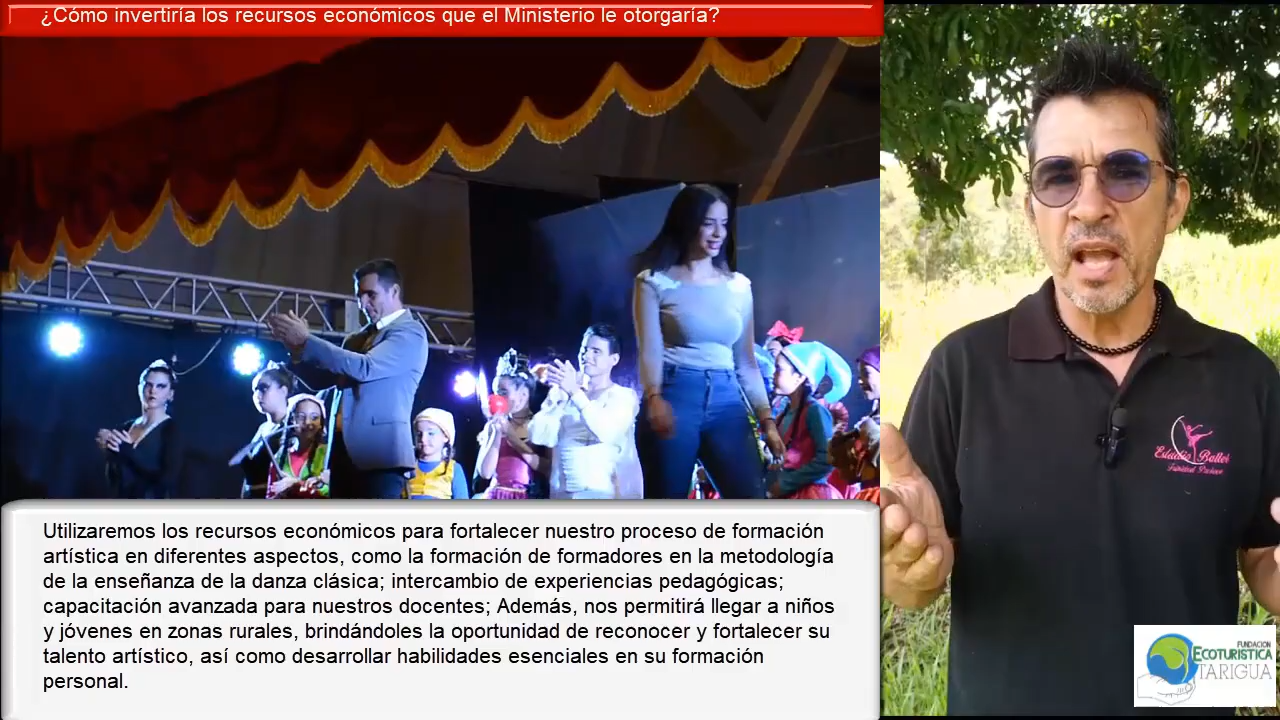 ¿Cómo invertiría los recursos económicos que el Ministerio le otorgaría?
Utilizaremos los recursos económicos para fortalecer nuestro proceso de formación
artística en diferentes aspectos, como la formación de formadores en la metodología
de la enseñanza de la danza clásica; intercambio de experiencias pedagógicas;
capacitación avanzada para nuestros docentes; Además, nos permitirá llegar a niños
y jóvenes en zonas rurales, brindándoles la oportunidad de reconocer y fortalecer su
talento artístico, así como desarrollar habilidades esenciales en su formación
personal.
Estudio Ballet
FUNDACION
ECOTURISTICA
TARIGUA